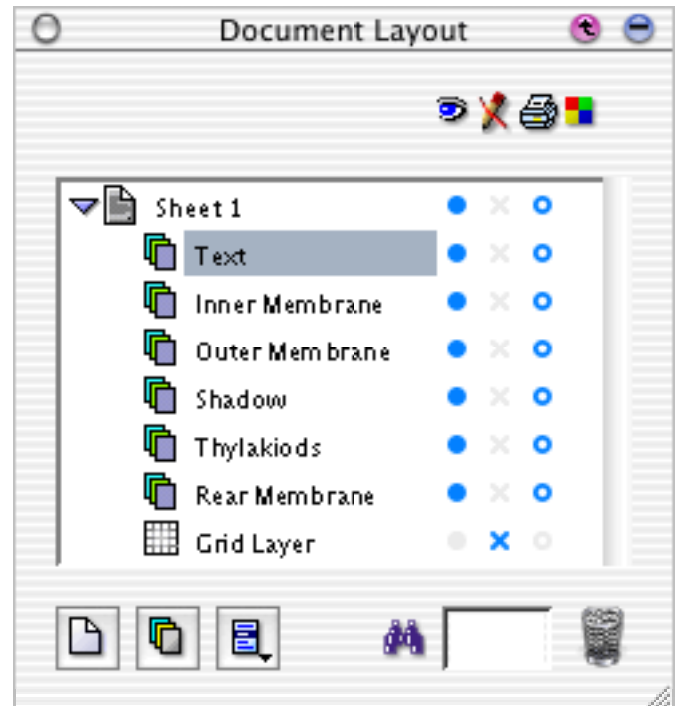 Document Layout
Sheet 1
Text
Inner Membrane
Outer Membrane
Shadow
Thylakiods
Rear Membrane
Grid Layer